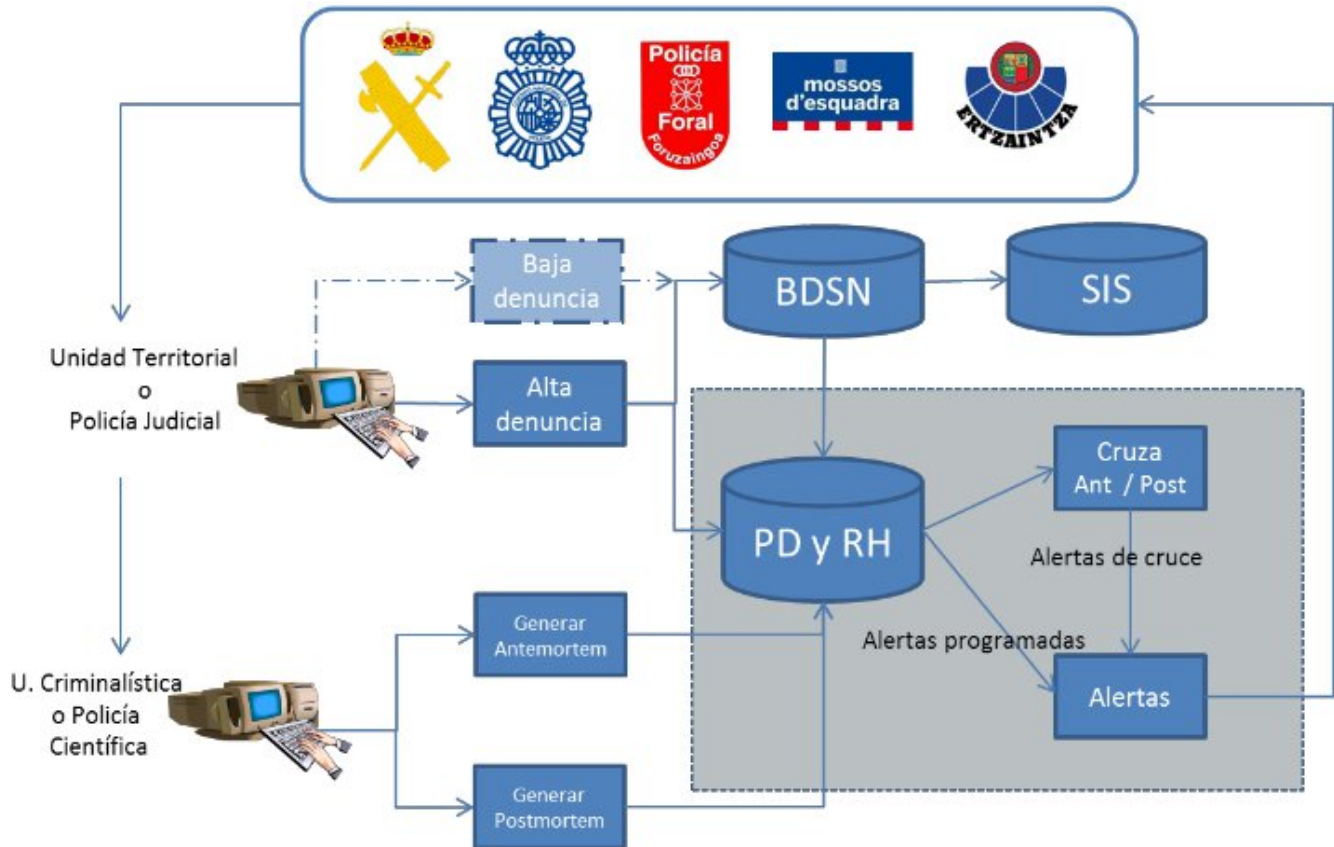 Policía
Foral
Foruzaingoa
mossos
d'esquadra
ERTZAINTZA
Baja
denuncia
BDSN
SIS
Unidad Territorial
o
Policía Judicial
Alta
denuncia
Cruza
Ant / Post
PD y RH
Alertas de cruce
Generar
Antemortem
Alertas programadas
U. Criminalística
o Policía
Científica
Alertas
Generar
Postmortem